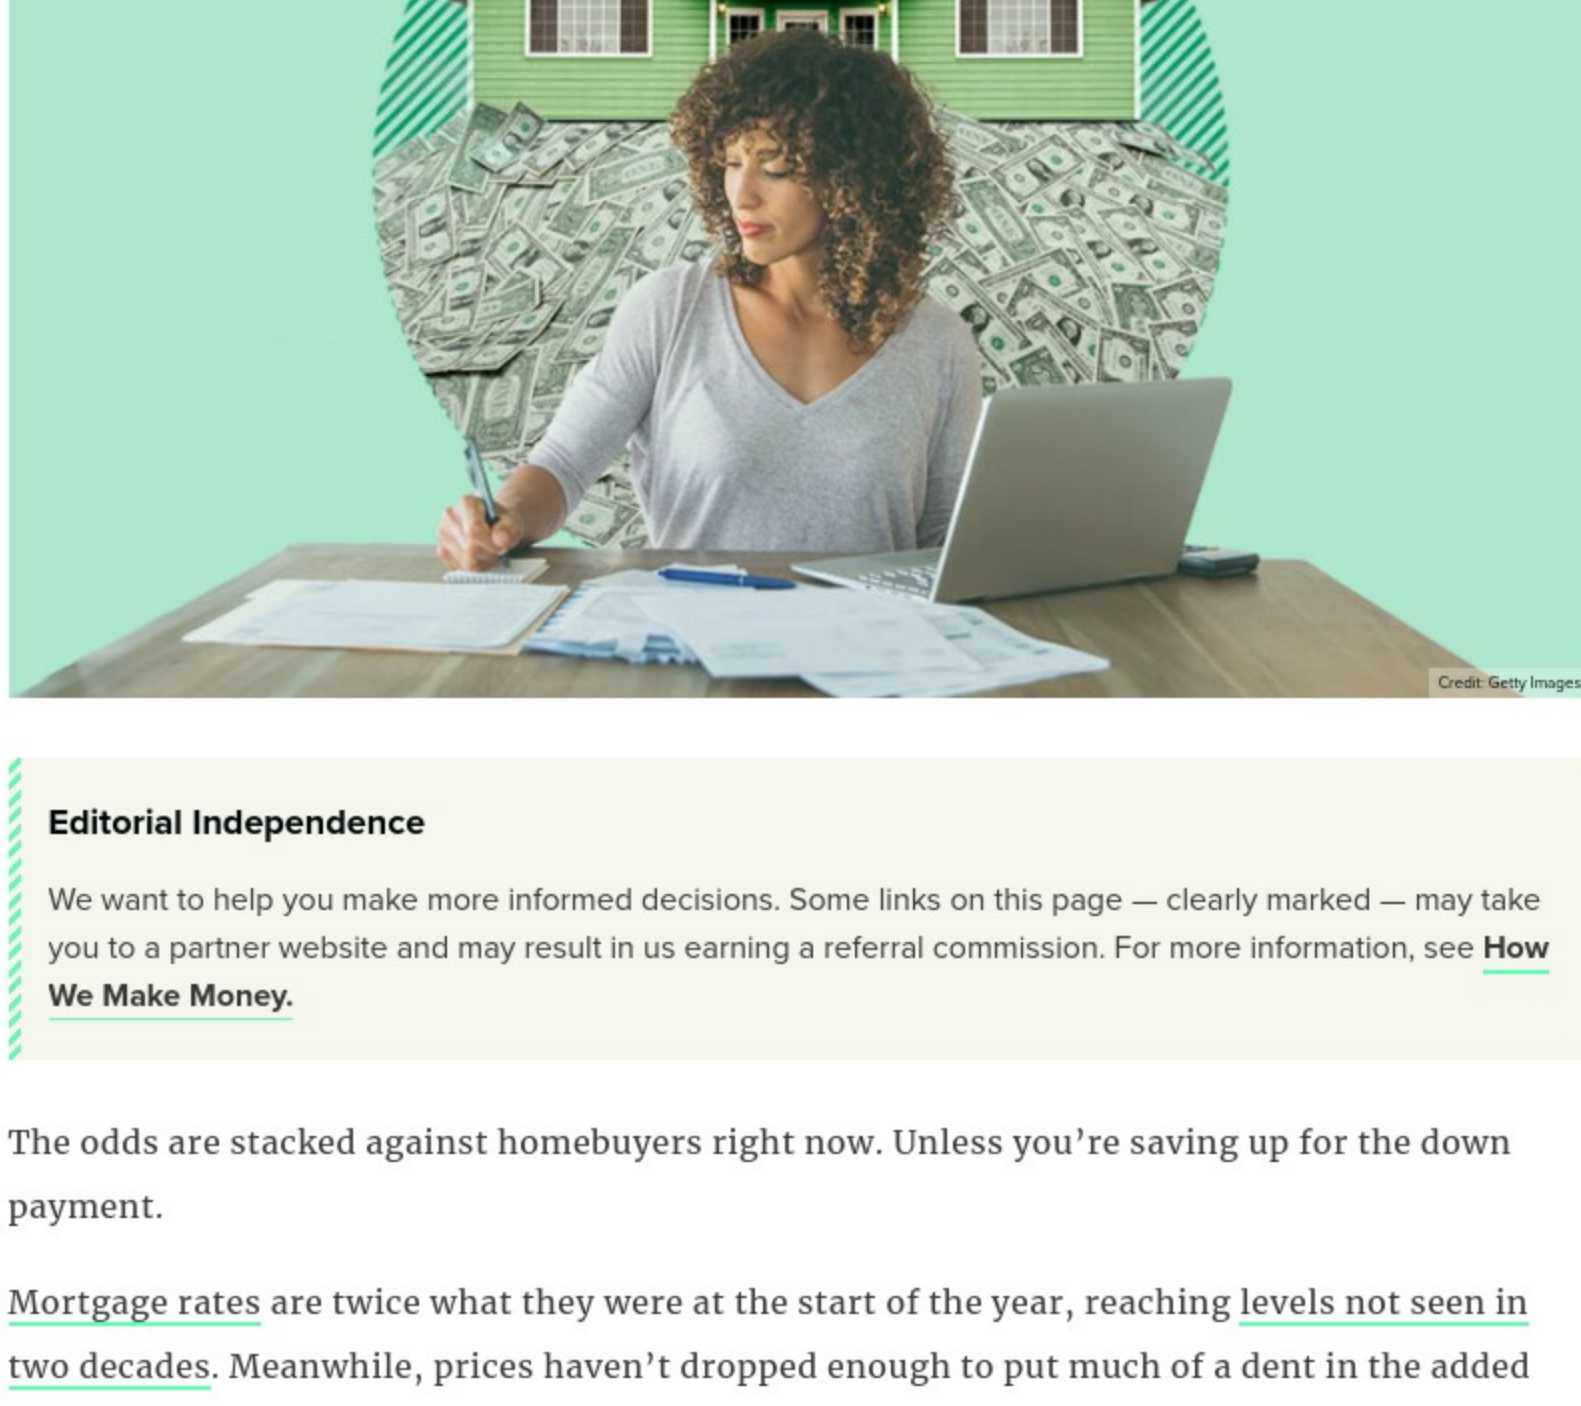 Credit: Getty Images
Editorial Independence
We want to help you make more informed decisions. Some links on this page — clearly marked — may take
you to a partner website and may result in us earning a referral commission. For more information, see How
We Make Money.
The odds are stacked against homebuyers right now. Unless you’re saving up for the down
payment.
Mortgage rates are twice what they were at the start of the year, reaching levels not seen in
two decades. Meanwhile, prices haven’t dropped enough to put much of a dent in the added